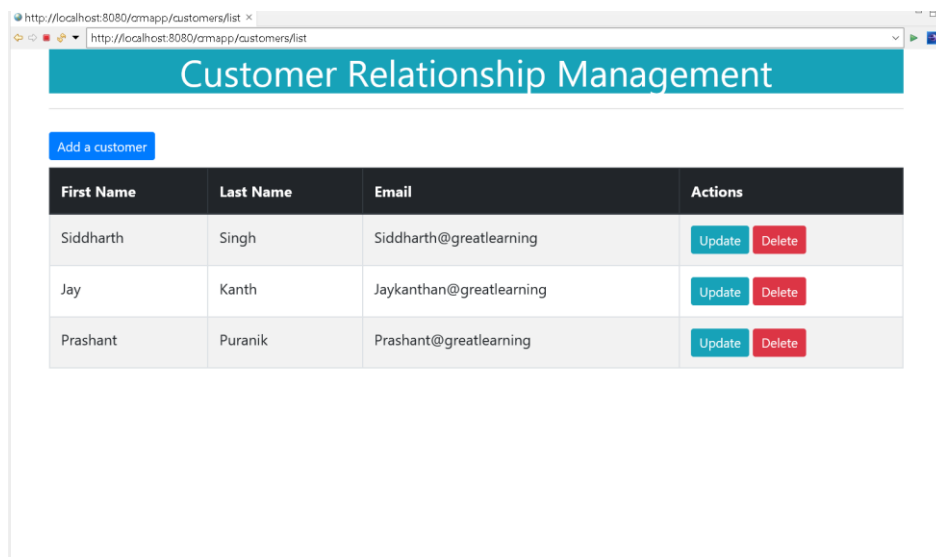 http://localhost:8080/crmapp/customers/list
http://localhost:8080/crmapp/customers/list
Customer Relationship Management
Add a customer
First Name Last Name Email Actions
Siddharth Singh Siddharth@greatlearning Update Delete
Jay Kanth Jaykanthan@greatlearning Update Delete
Prashant Puranik Prashant@greatlearning Update Delete